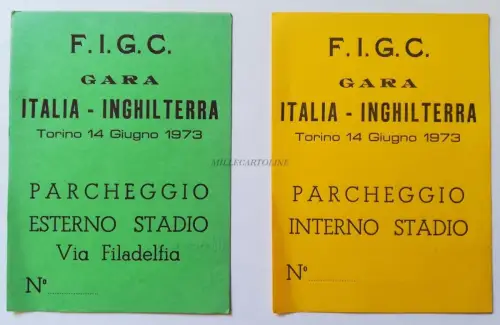 F.I.G.C.
GARA
ITALIA - INGHILTERRA
Torino 14 Giugno 1973
PARCHEGGIO
ESTERNO STADIO
Via Filadelfia
N°
F.I.G.C.
GARA
ITALIA - INGHILTERRA
Torino 14 Giugno 1973
PARCHEGGIO
INTERNO STADIO
N°
MILLECARTOLINE